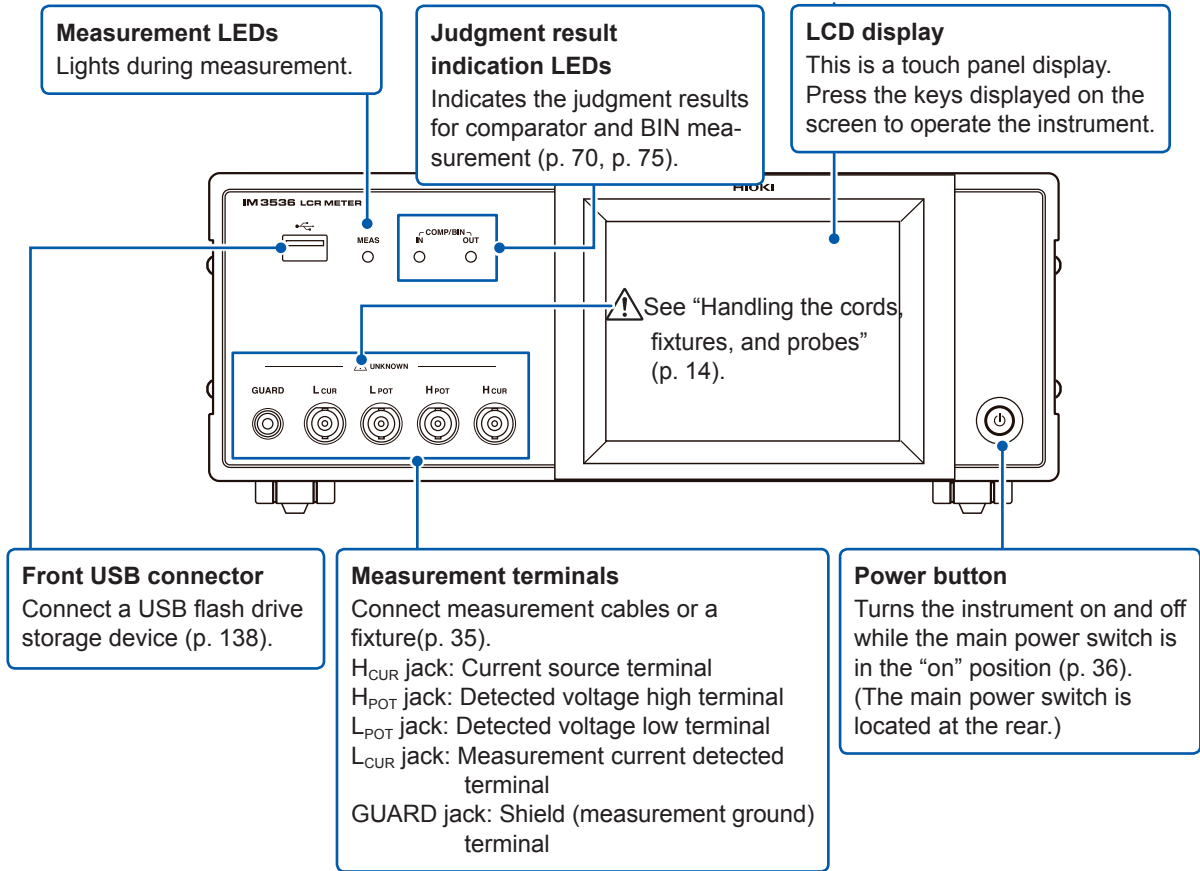 Measurement LEDs
Lights during measurement.
Judgment result
indication LEDs
Indicates the judgment results
for comparator and BIN mea-
surement (p. 70, p. 75).
LCD display
This is a touch panel display.
Press the keys displayed on the
screen to operate the instrument.
HIOKI
IM 3536 LCR METER
MEAS
COMP/BIN
IN
OUT
See “Handling the cords,
fixtures, and probes”
(p. 14).
UNKNOWN
GUARD
L CUR
L POT
H POT
H CUR
Front USB connector
Connect a USB flash drive
storage device (p. 138).
Measurement terminals
Connect measurement cables or a
fixture(p. 35).
HCUR jack: Current source terminal
HPOT jack: Detected voltage high terminal
LPOT jack: Detected voltage low terminal
LCUR jack: Measurement current detected
terminal
GUARD jack: Shield (measurement ground)
terminal
Power button
Turns the instrument on and off
while the main power switch is
in the “on” position (p. 36).
(The main power switch is
located at the rear.)